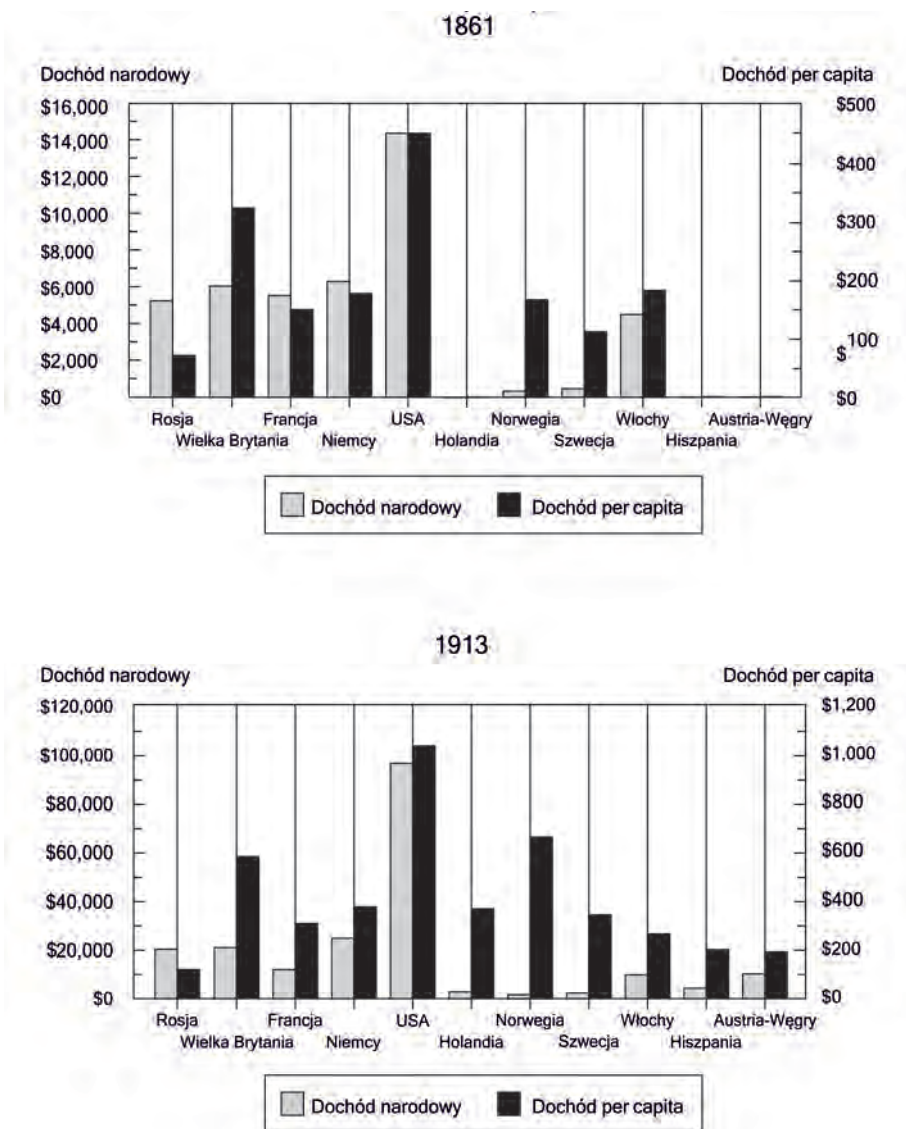 1861
Dochód narodowy Dochód per capita
$16,000 $500
$14,000
$400
$12,000
$10,000 $300
$8,000
$6,000 $200
$4,000
$100
$2,000 $
$0 $0
Rosja Francja USA Norwegia Włochy Austria-Węgry
Wielka Brytania Niemcy Holandia Szwecja Hiszpania
Dochód narodowy Dochód per capita
1913
Dochód narodowy Dochód per capita
$120,000 $1,200
$100,000 $1,000
$80,000 $800
$60,000 $600
$40,000 $400
$20,000 $200
$0 $0
Rosja Francja USA Norwegia Włochy Austria-Węgry
Wielka Brytania Niemcy Holandia Szwecja Hiszpania
Dochód narodowy Dochód per capita